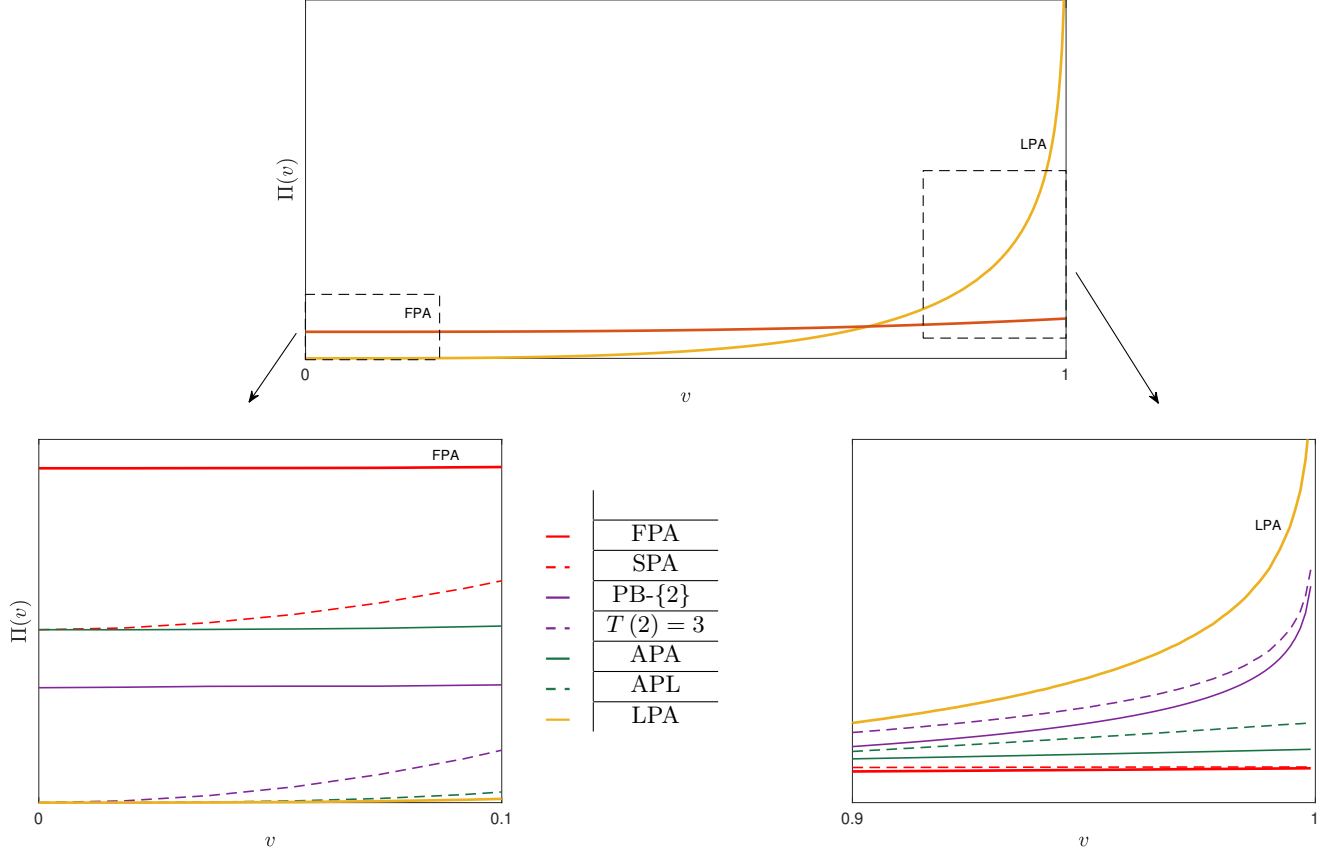 Π(v)
LPA
FPA
0
1
v
FPA
Π(v)
0
0.1
v
FPA
SPA
PB-{2}
T (2) = 3
APA
APL
LPA
LPA
0.9
1
v